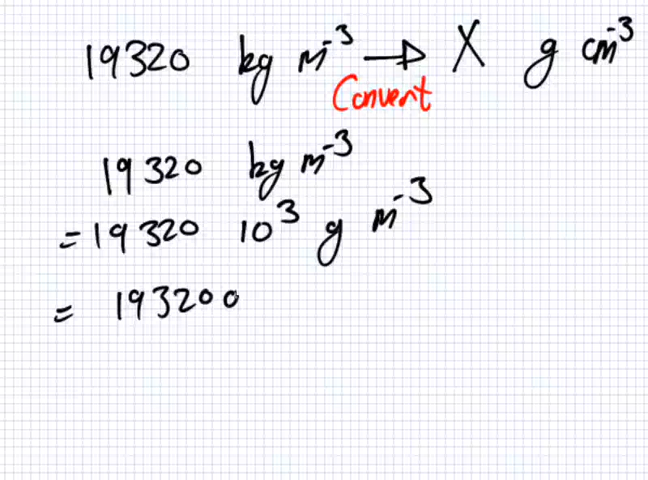 19320 kg m⁻³ → X g cm⁻³
Convert
19320 kg m⁻³
= 19320 10³ g m⁻³
= 193200